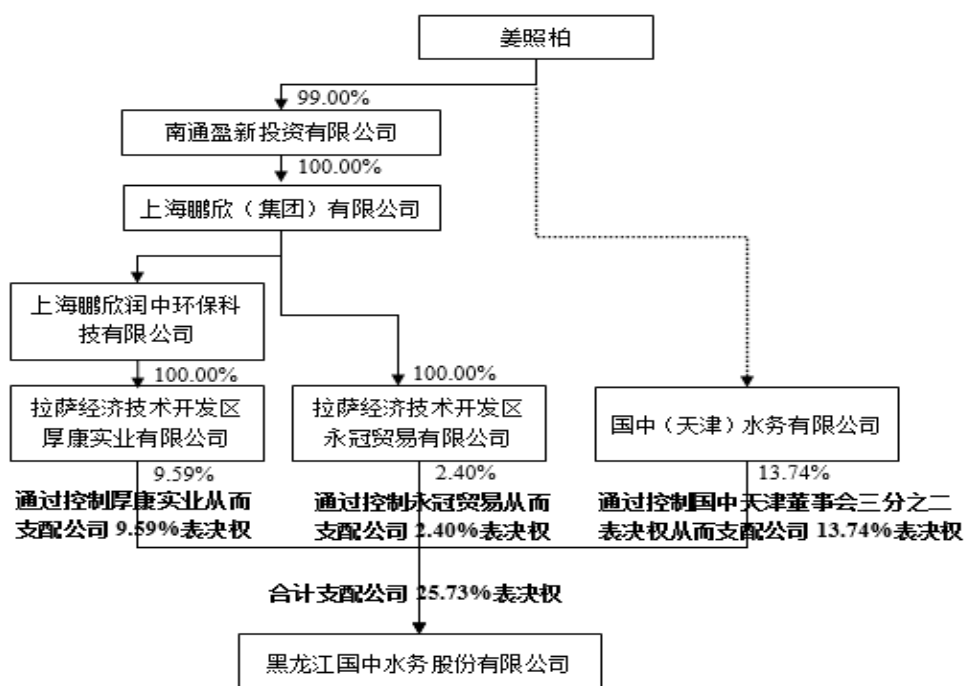 姜照柏
99.00%
南通盈新投资有限公司
100.00%
上海鹏欣（集团）有限公司
上海鹏欣润中环保科
技有限公司
100.00%
100.00%
拉萨经济技术开发区
厚康实业有限公司
拉萨经济技术开发区
永冠贸易有限公司
国中（天津）水务有限公司
9.59%
2.40%
13.74%
通过控制厚康实业从而
支配公司 9.59%表决权
通过控制永冠贸易从而
支配公司 2.40%表决权
通过控制国中天津董事会三分之二
表决权从而支配公司 13.74%表决权
合计支配公司 25.73%表决权
黑龙江国中水务股份有限公司